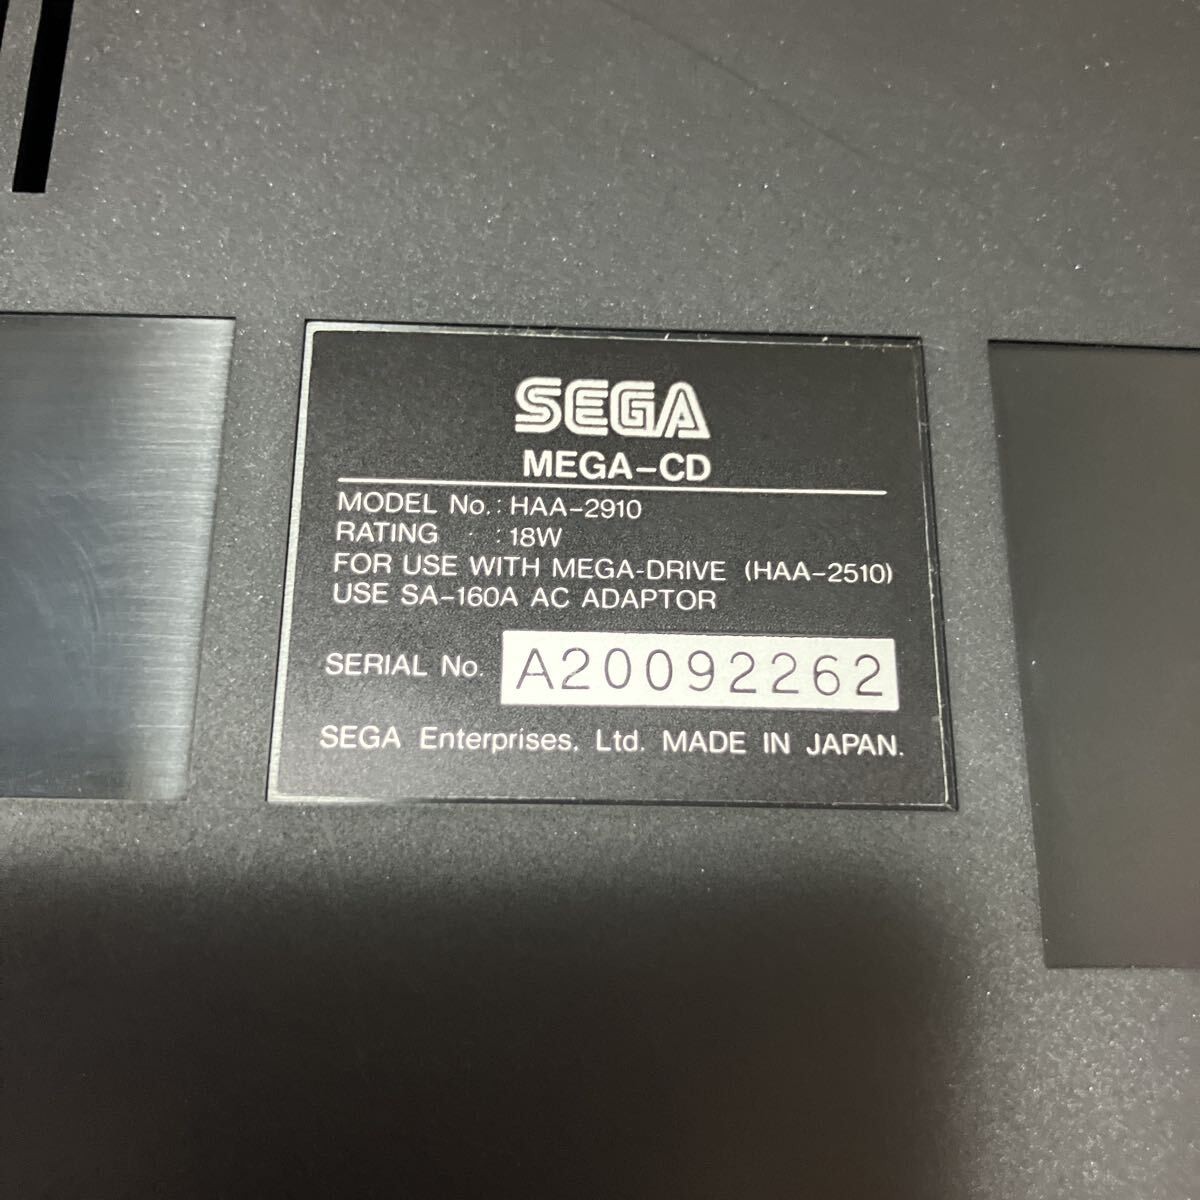 SEGA
MEGA-CD
MODEL No. : HAA-2910
RATING : 18W
FOR USE WITH MEGA-DRIVE (HAA-2510)
USE SA-160A AC ADAPTOR
SERIAL No. A20092262
SEGA Enterprises, Ltd. MADE IN JAPAN.